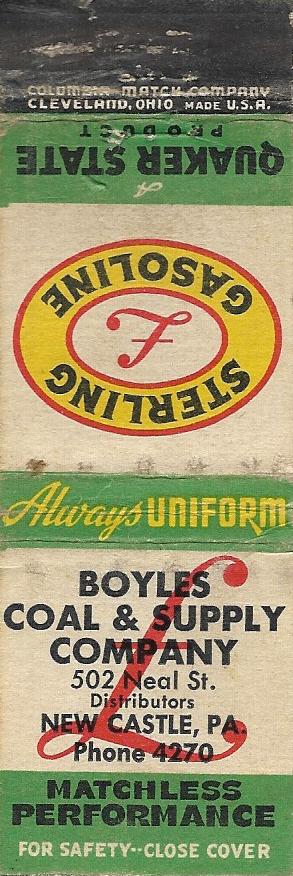 COLUMBIA MATCH COMPANY
CLEVELAND, OHIO MADE U.S.A.
A
QUAKER STATE
PRODUCT
STERLING
£
GASOLINE
Always UNIFORM
BOYLES
COAL & SUPPLY
COMPANY
502 Neal St.
Distributors
NEW CASTLE, PA.
Phone 4270
£
MATCHLESS
PERFORMANCE
FOR SAFETY--CLOSE COVER